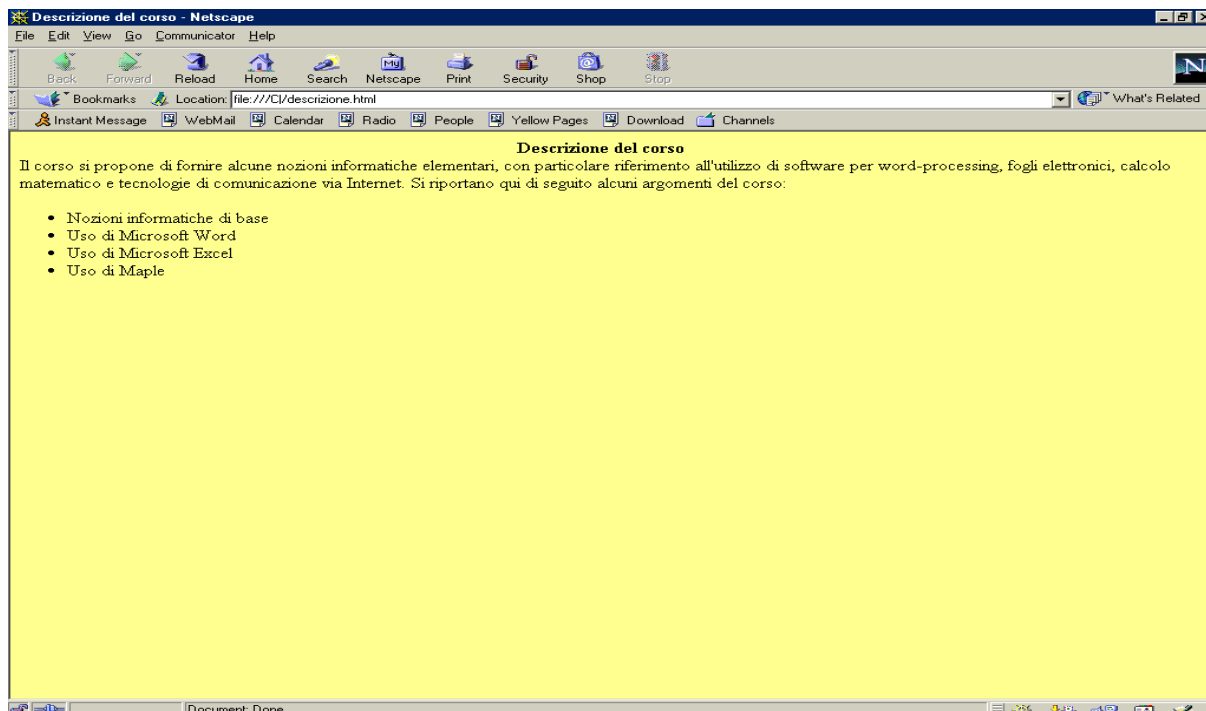 Descrizione del corso - Netscape
File Edit View Go Communicator Help
Back Forward Reload Home Search Netscape Print Security Shop Stop
My
N
Bookmarks Location: file:///C|/descrizione.html What's Related
Instant Message WebMail Calendar Radio People Yellow Pages Download Channels
Descrizione del corso
Il corso si propone di fornire alcune nozioni informatiche elementari, con particolare riferimento all'utilizzo di software per word-processing, fogli elettronici, calcolo
matematico e tecnologie di comunicazione via Internet. Si riportano qui di seguito alcuni argomenti del corso:
• Nozioni informatiche di base
• Uso di Microsoft Word
• Uso di Microsoft Excel
• Uso di Maple
Document: Done